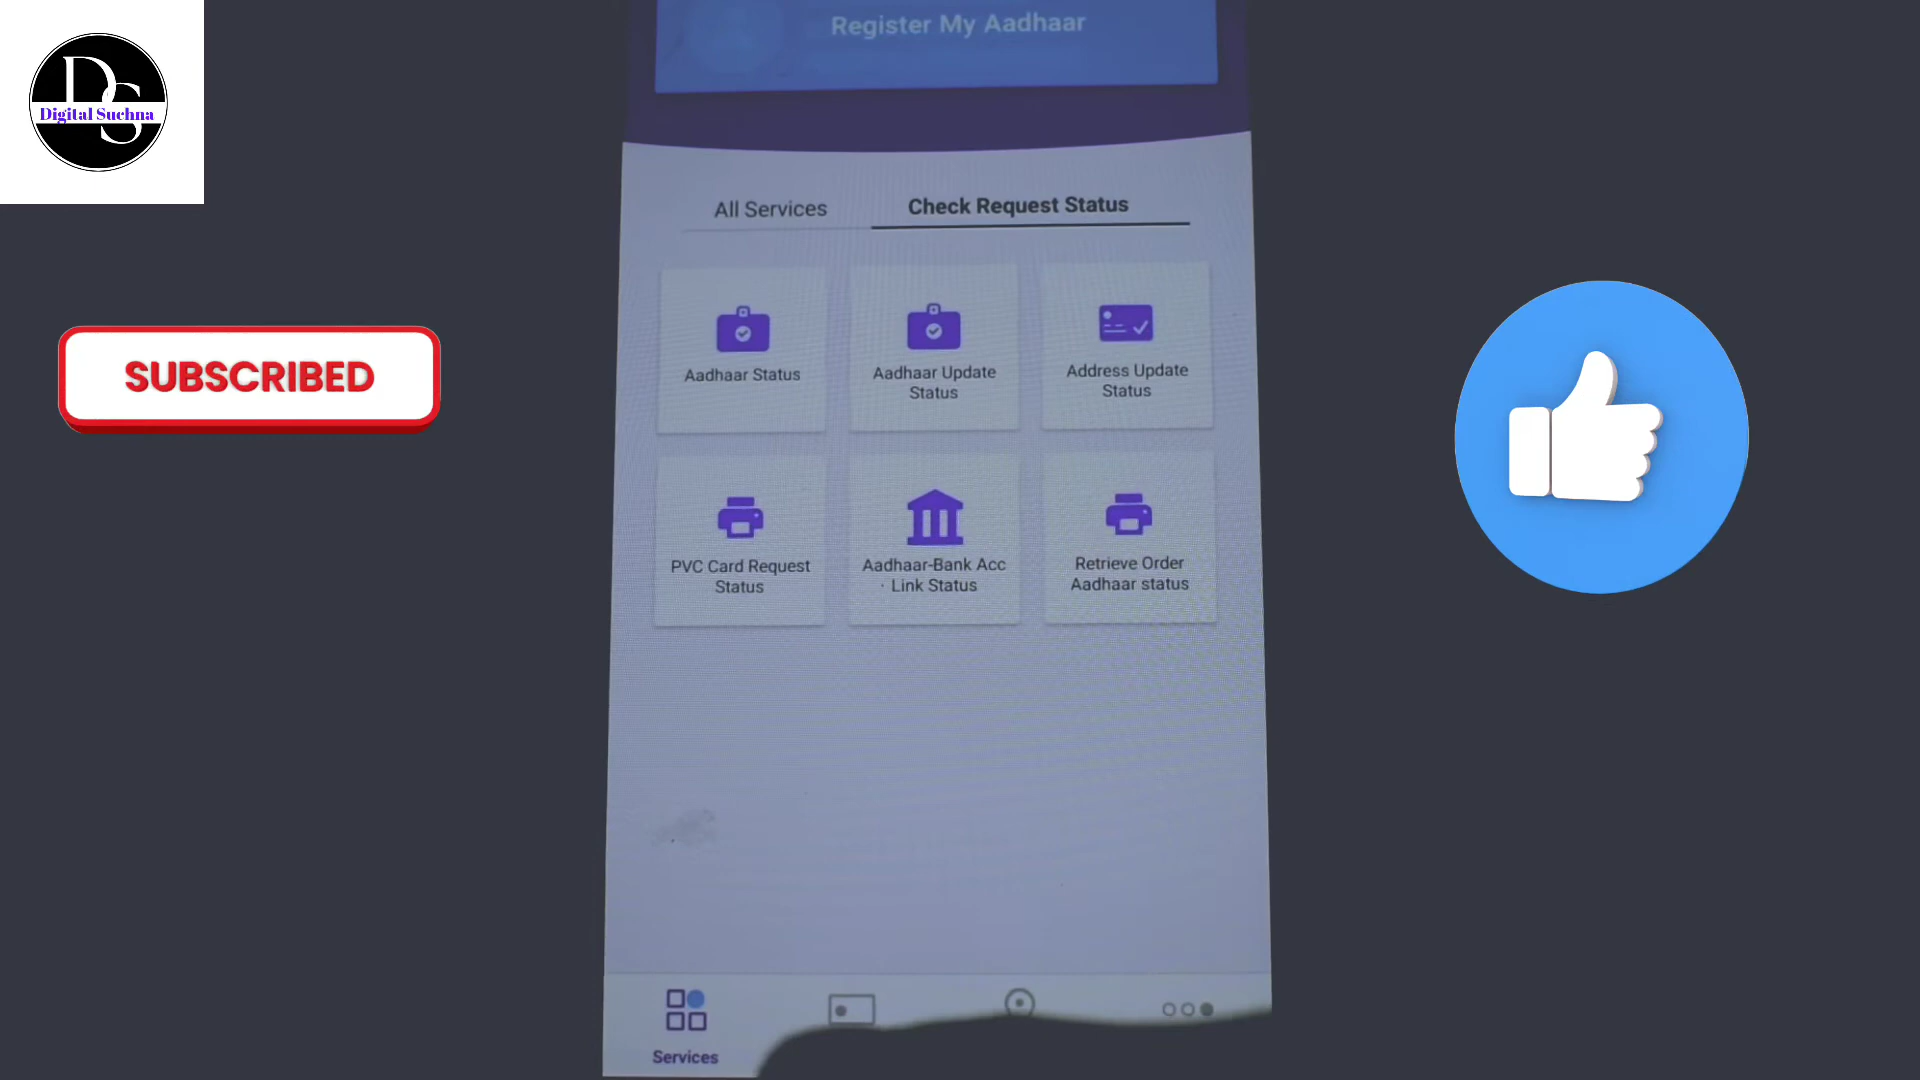 DS
Digital Suchna
Register My Aadhaar
All Services
Check Request Status
Aadhaar Status
Aadhaar Update
Status
Address Update
Status
PVC Card Request
Status
Aadhaar-Bank Acc
Link Status
Retrieve Order
Aadhaar status
SUBSCRIBED
Services